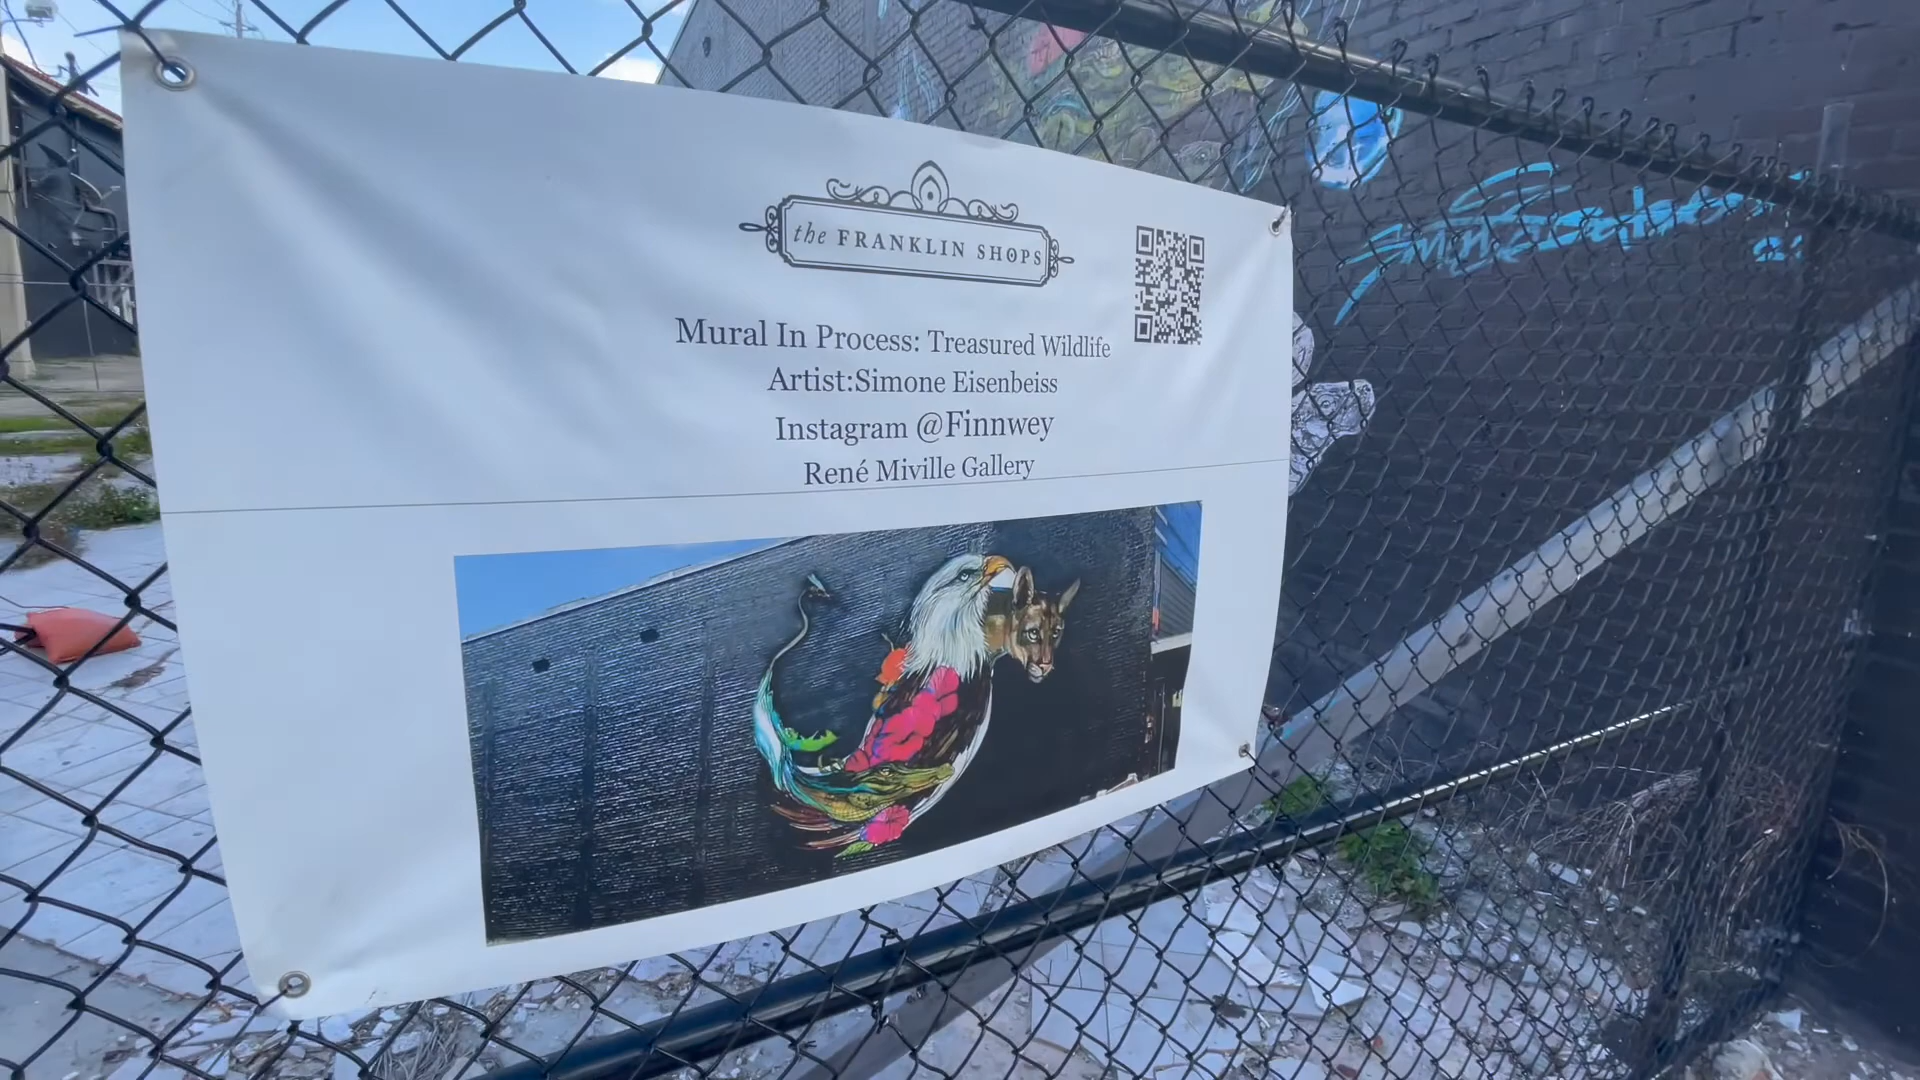 the FRANKLIN SHOPS
Mural In Process: Treasured Wildlife
Artist:Simone Eisenbeiss
Instagram @Finnwey
René Miville Gallery